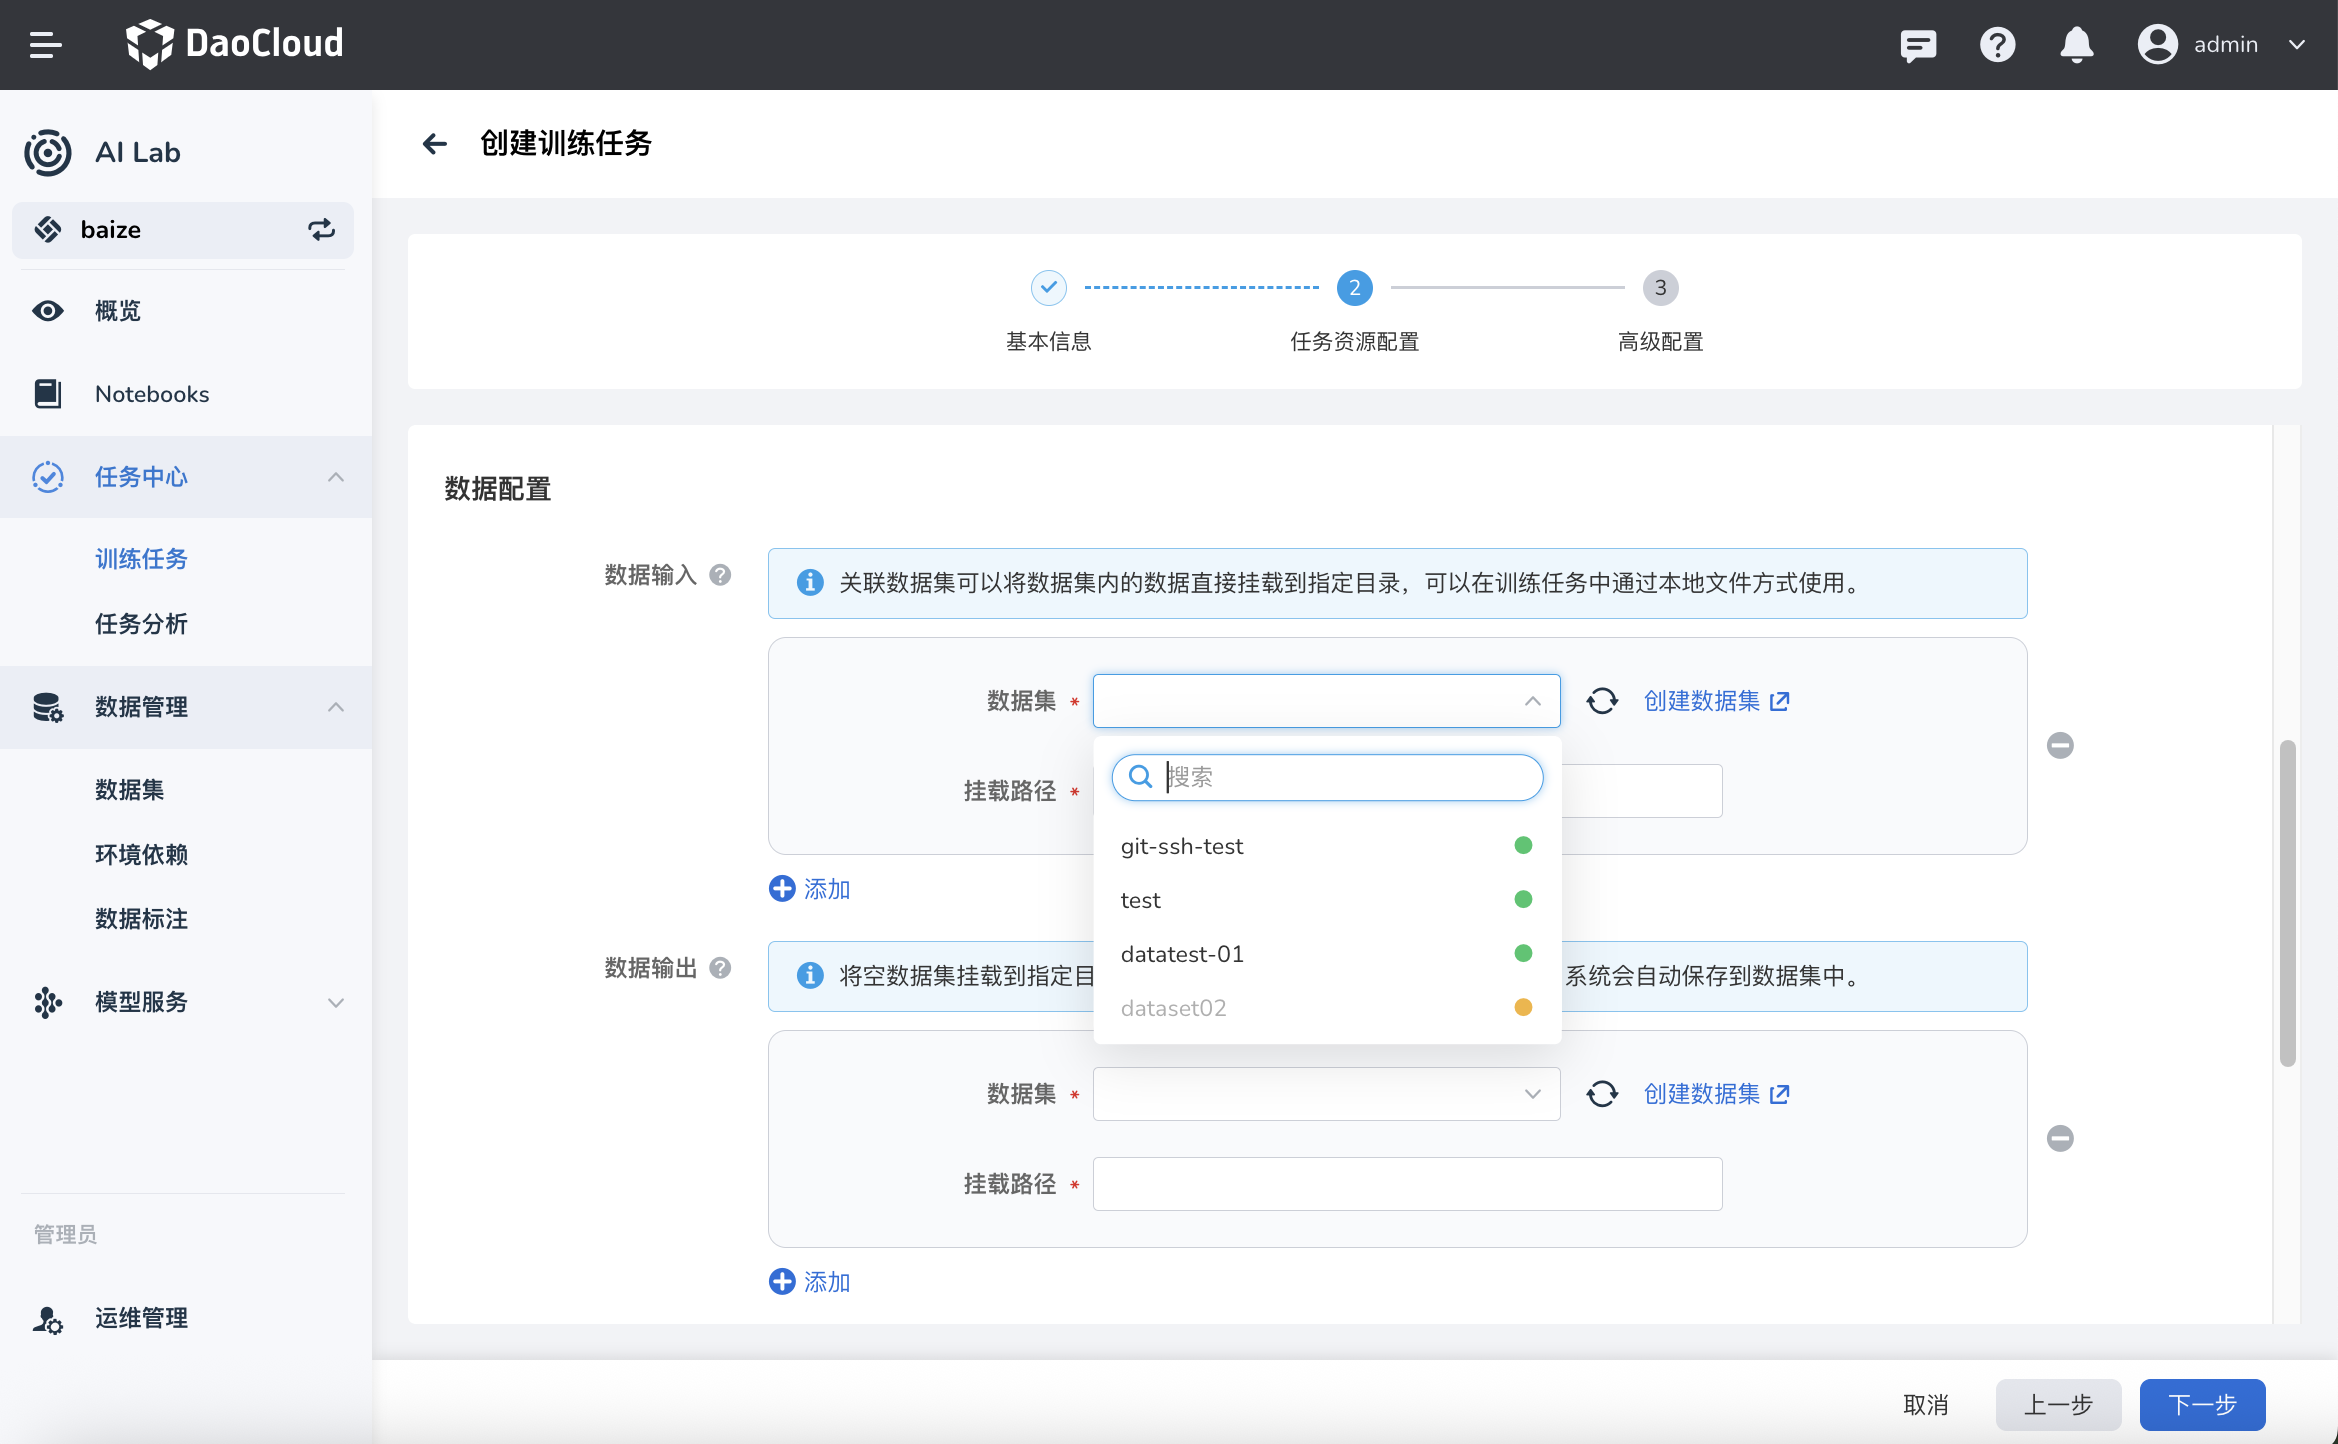 DaoCloud
admin
AI Lab
baize
概览
Notebooks
任务中心
训练任务
任务分析
数据管理
数据集
环境依赖
数据标注
模型服务
管理员
运维管理
创建训练任务
2
3
基本信息
任务资源配置
高级配置
数据配置
数据输入
关联数据集可以将数据集内的数据直接挂载到指定目录，可以在训练任务中通过本地文件方式使用。
数据集 *
创建数据集
挂载路径 *
搜索
git-ssh-test
test
datatest-01
dataset02
添加
数据输出
将空数据集挂载到指定目
系统会自动保存到数据集中。
数据集 *
创建数据集
挂载路径 *
添加
取消
上一步
下一步